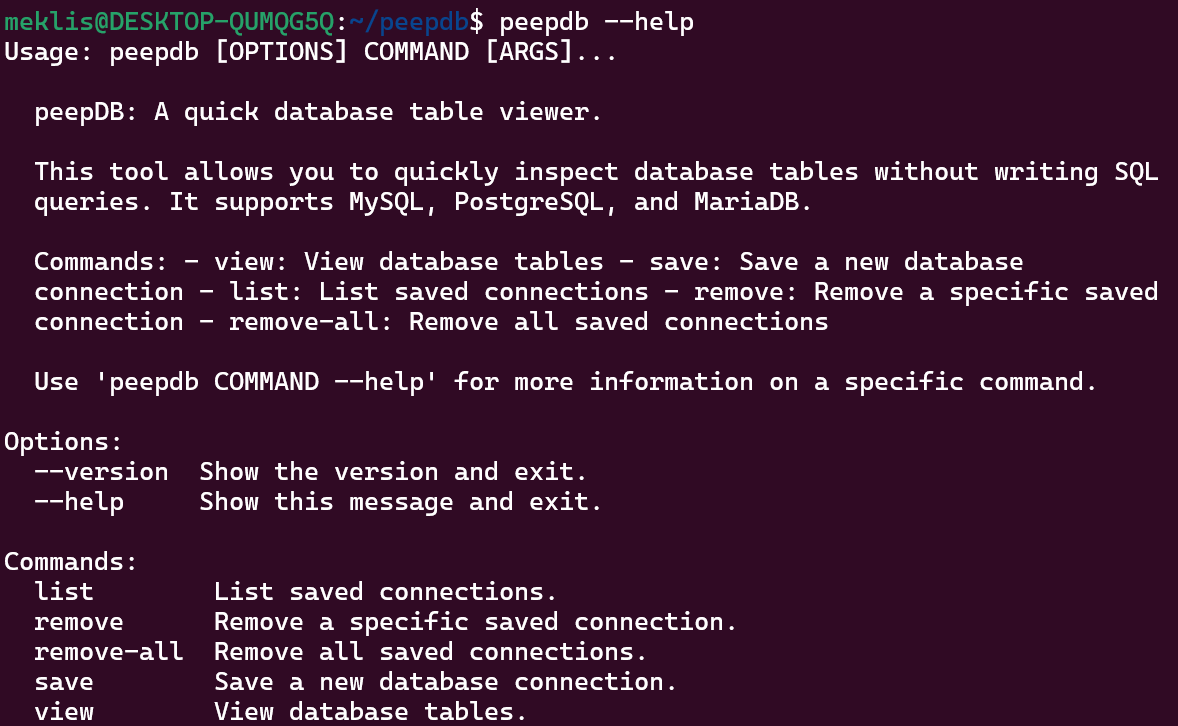 meklis@DESKTOP-QUMQG5Q:~/peepdb$ peepdb --help
Usage: peepdb [OPTIONS] COMMAND [ARGS]...

  peepDB: A quick database table viewer.

  This tool allows you to quickly inspect database tables without writing SQL
  queries. It supports MySQL, PostgreSQL, and MariaDB.

  Commands: - view: View database tables - save: Save a new database
  connection - list: List saved connections - remove: Remove a specific saved
  connection - remove-all: Remove all saved connections

  Use 'peepdb COMMAND --help' for more information on a specific command.

Options:
  --version  Show the version and exit.
  --help     Show this message and exit.

Commands:
  list        List saved connections.
  remove      Remove a specific saved connection.
  remove-all  Remove all saved connections.
  save        Save a new database connection.
  view        View database tables.